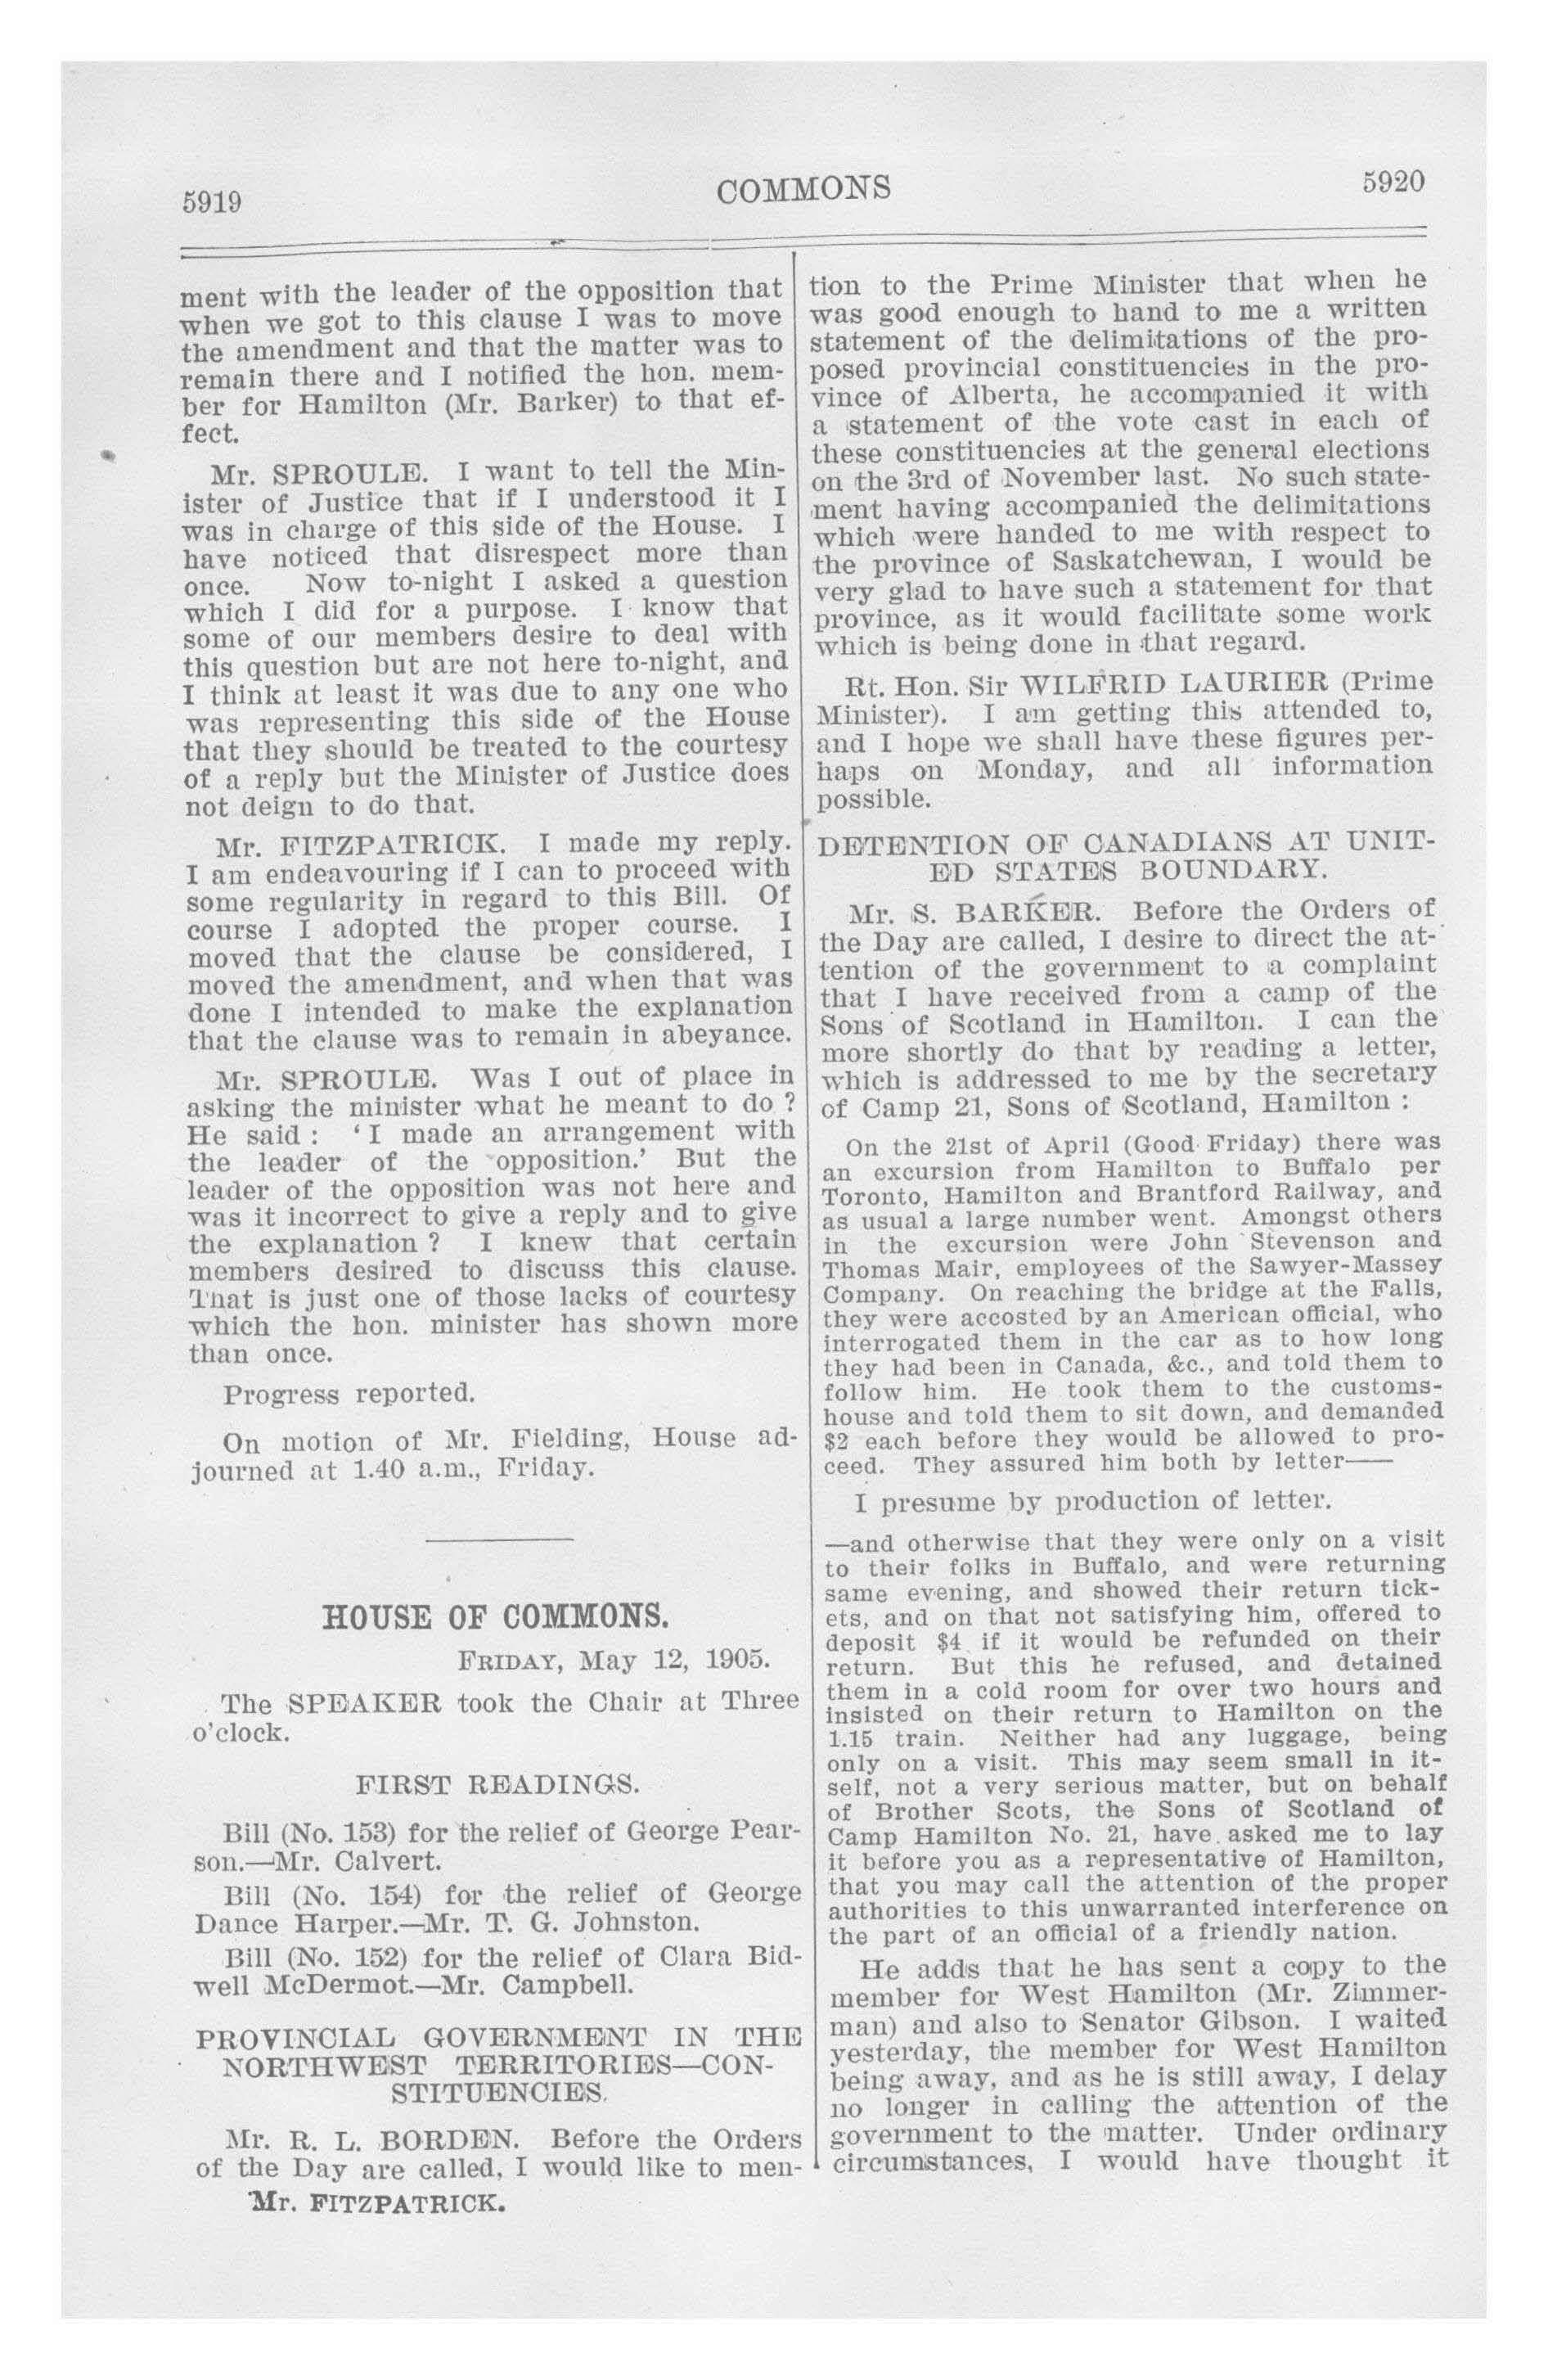 5919
COMMONS
5920
ment with the leader of the opposition that
when we got to this clause I was to move
the amendment and that the matter was to
remain there and I notified the hon. mem-
ber for Hamilton (Mr. Barker) to that ef-
fect.
Mr. SPROULE. I want to tell the Min-
ister of Justice that if I understood it I
was in charge of this side of the House. I
have noticed that disrespect more than
once. Now to-night I asked a question
which I did for a purpose. I know that
some of our members desire to deal with
this question but are not here to-night, and
I think at least it was due to any one who
was representing this side of the House
that they should be treated to the courtesy
of a reply but the Minister of Justice does
not deign to do that.
Mr. FITZPATRICK. I made my reply.
I am endeavouring if I can to proceed with
some regularity in regard to this Bill. Of
course I adopted the proper course. I
moved that the clause be considered, I
moved the amendment, and when that was
done I intended to make the explanation
that the clause was to remain in abeyance.
Mr. SPROULE. Was I out of place in
asking the minister what he meant to do ?
He said : ‘ I made an arrangement with
the leader of the opposition.’ But the
leader of the opposition was not here and
was it incorrect to give a reply and to give
the explanation ? I knew that certain
members desired to discuss this clause.
That is just one of those lacks of courtesy
which the hon. minister has shown more
than once.
Progress reported.
On motion of Mr. Fielding, House ad-
journed at 1.40 a.m., Friday.
HOUSE OF COMMONS.
FRIDAY, May 12, 1905.
The SPEAKER took the Chair at Three
o'clock.
FIRST READINGS.
Bill (No. 153) for the relief of George Pear-
son.—Mr. Calvert.
Bill (No. 154) for the relief of George
Dance Harper.—Mr. T. G. Johnston.
Bill (No. 152) for the relief of Clara Bid-
well McDermot.—Mr. Campbell.
PROVINCIAL GOVERNMENT IN THE
NORTHWEST TERRITORIES—CON-
STITUENCIES.
Mr. R. L. BORDEN. Before the Orders
of the Day are called, I would like to men-
Mr. FITZPATRICK.
tion to the Prime Minister that when he
was good enough to hand to me a written
statement of the delimitations of the pro-
posed provincial constituencies in the pro-
vince of Alberta, he accompanied it with
a statement of the vote cast in each of
these constituencies at the general elections
on the 3rd of November last. No such state-
ment having accompanied the delimitations
which were handed to me with respect to
the province of Saskatchewan, I would be
very glad to have such a statement for that
province, as it would facilitate some work
which is being done in that regard.
Rt. Hon. Sir WILFRID LAURIER (Prime
Minister). I am getting this attended to,
and I hope we shall have these figures per-
haps on Monday, and all information
possible.
DETENTION OF CANADIANS AT UNIT-
ED STATES BOUNDARY.
Mr. S. BARKER. Before the Orders of
the Day are called, I desire to direct the at-
tention of the government to a complaint
that I have received from a camp of the
Sons of Scotland in Hamilton. I can the
more shortly do that by reading a letter,
which is addressed to me by the secretary
of Camp 21, Sons of Scotland, Hamilton :
On the 21st of April (Good Friday) there was
an excursion from Hamilton to Buffalo per
Toronto, Hamilton and Brantford Railway, and
as usual a large number went. Amongst others
in the excursion were John Stevenson and
Thomas Mair, employees of the Sawyer-Massey
Company. On reaching the bridge at the Falls,
they were accosted by an American official, who
interrogated them in the car as to how long
they had been in Canada, &c., and told them to
follow him. He took them to the customs-
house and told them to sit down, and demanded
$2 each before they would be allowed to pro-
ceed. They assured him both by letter——
I presume by production of letter.
—and otherwise that they were only on a visit
to their folks in Buffalo, and were returning
same evening, and showed their return tick-
ets, and on that not satisfying him, offered to
deposit $4 if it would be refunded on their
return. But this he refused, and detained
them in a cold room for over two hours and
insisted on their return to Hamilton on the
1.15 train. Neither had any luggage, being
only on a visit. This may seem small in it-
self, not a very serious matter, but on behalf
of Brother Scots, the Sons of Scotland of
Camp Hamilton No. 21, have asked me to lay
it before you as a representative of Hamilton,
that you may call the attention of the proper
authorities to this unwarranted interference on
the part of an official of a friendly nation.
He adds that he has sent a copy to the
member for West Hamilton (Mr. Zimmer-
man) and also to Senator Gibson. I waited
yesterday, the member for West Hamilton
being away, and as he is still away, I delay
no longer in calling the attention of the
government to the matter. Under ordinary
circumstances, I would have thought it